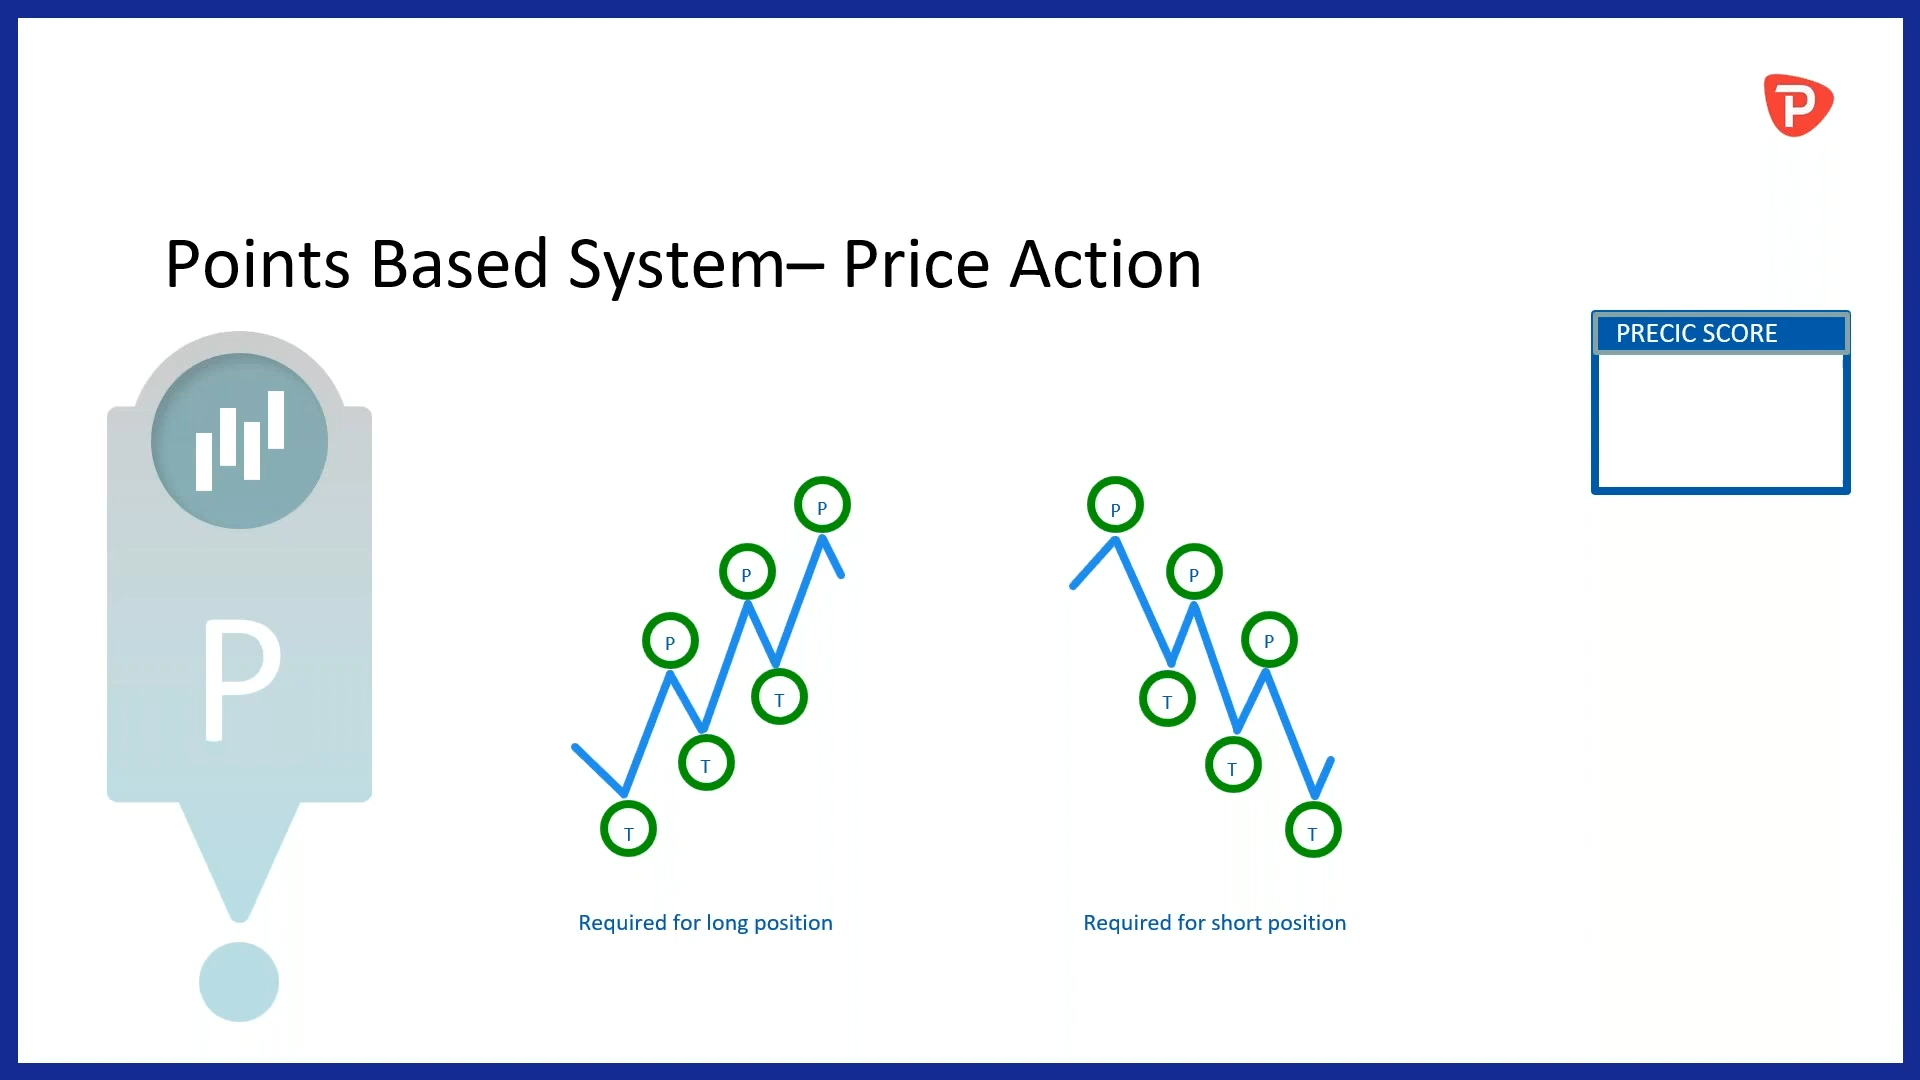 P
Points Based System– Price Action
PRECIC SCORE
P
P
P
P
T
T
T
P
P
P
T
T
T
Required for long position
Required for short position